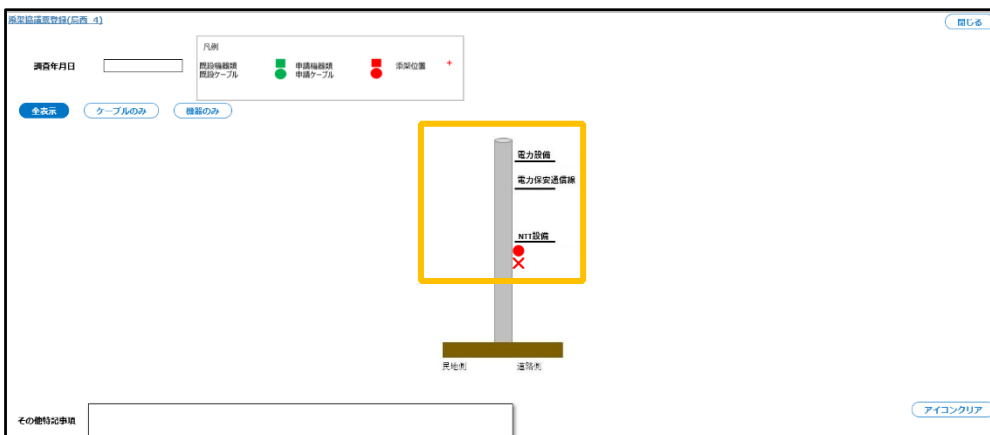 添架協議票登録(局西_4)
閉じる
凡例
調査年月日
既設機器類
申請機器類
添架位置
既設ケーブル
申請ケーブル
全表示
ケーブルのみ
機器のみ
電力設備
電力保安通信線
NTT設備
民地側
道路側
アイコンクリア
その他特記事項